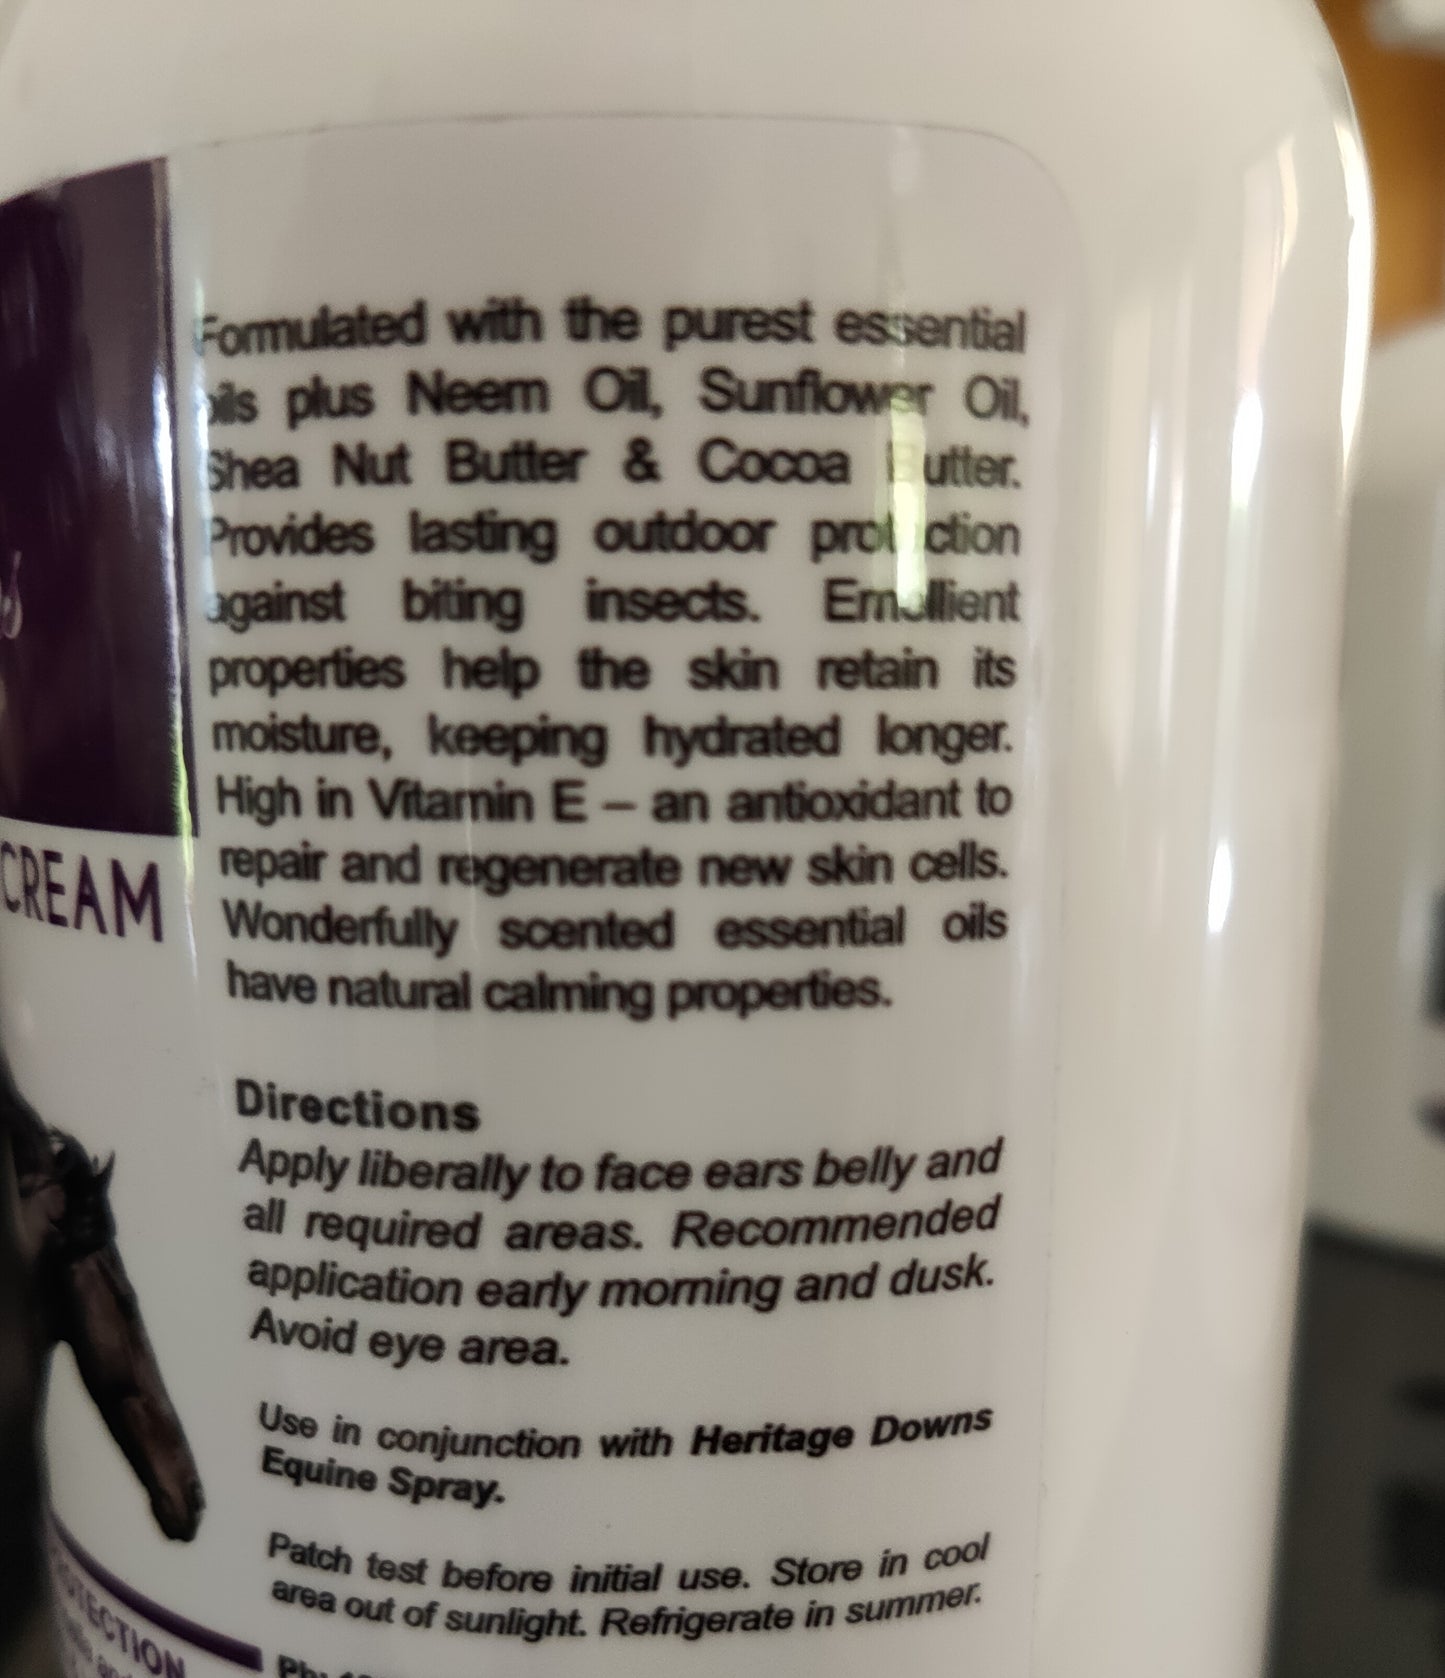 Formulated with the purest essential
oils plus Neem Oil, Sunflower Oil,
Shea Nut Butter & Cocoa Butter.
Provides lasting outdoor protection
against biting insects. Emollient
properties help the skin retain its
moisture, keeping hydrated longer.
High in Vitamin E – an antioxidant to
repair and regenerate new skin cells.
Wonderfully scented essential oils
have natural calming properties.
Directions
Apply liberally to face ears belly and
all required areas. Recommended
application early morning and dusk.
Avoid eye area.
Use in conjunction with Heritage Downs
Equine Spray.
Patch test before initial use. Store in cool
area out of sunlight. Refrigerate in summer.
Ph:
CREAM